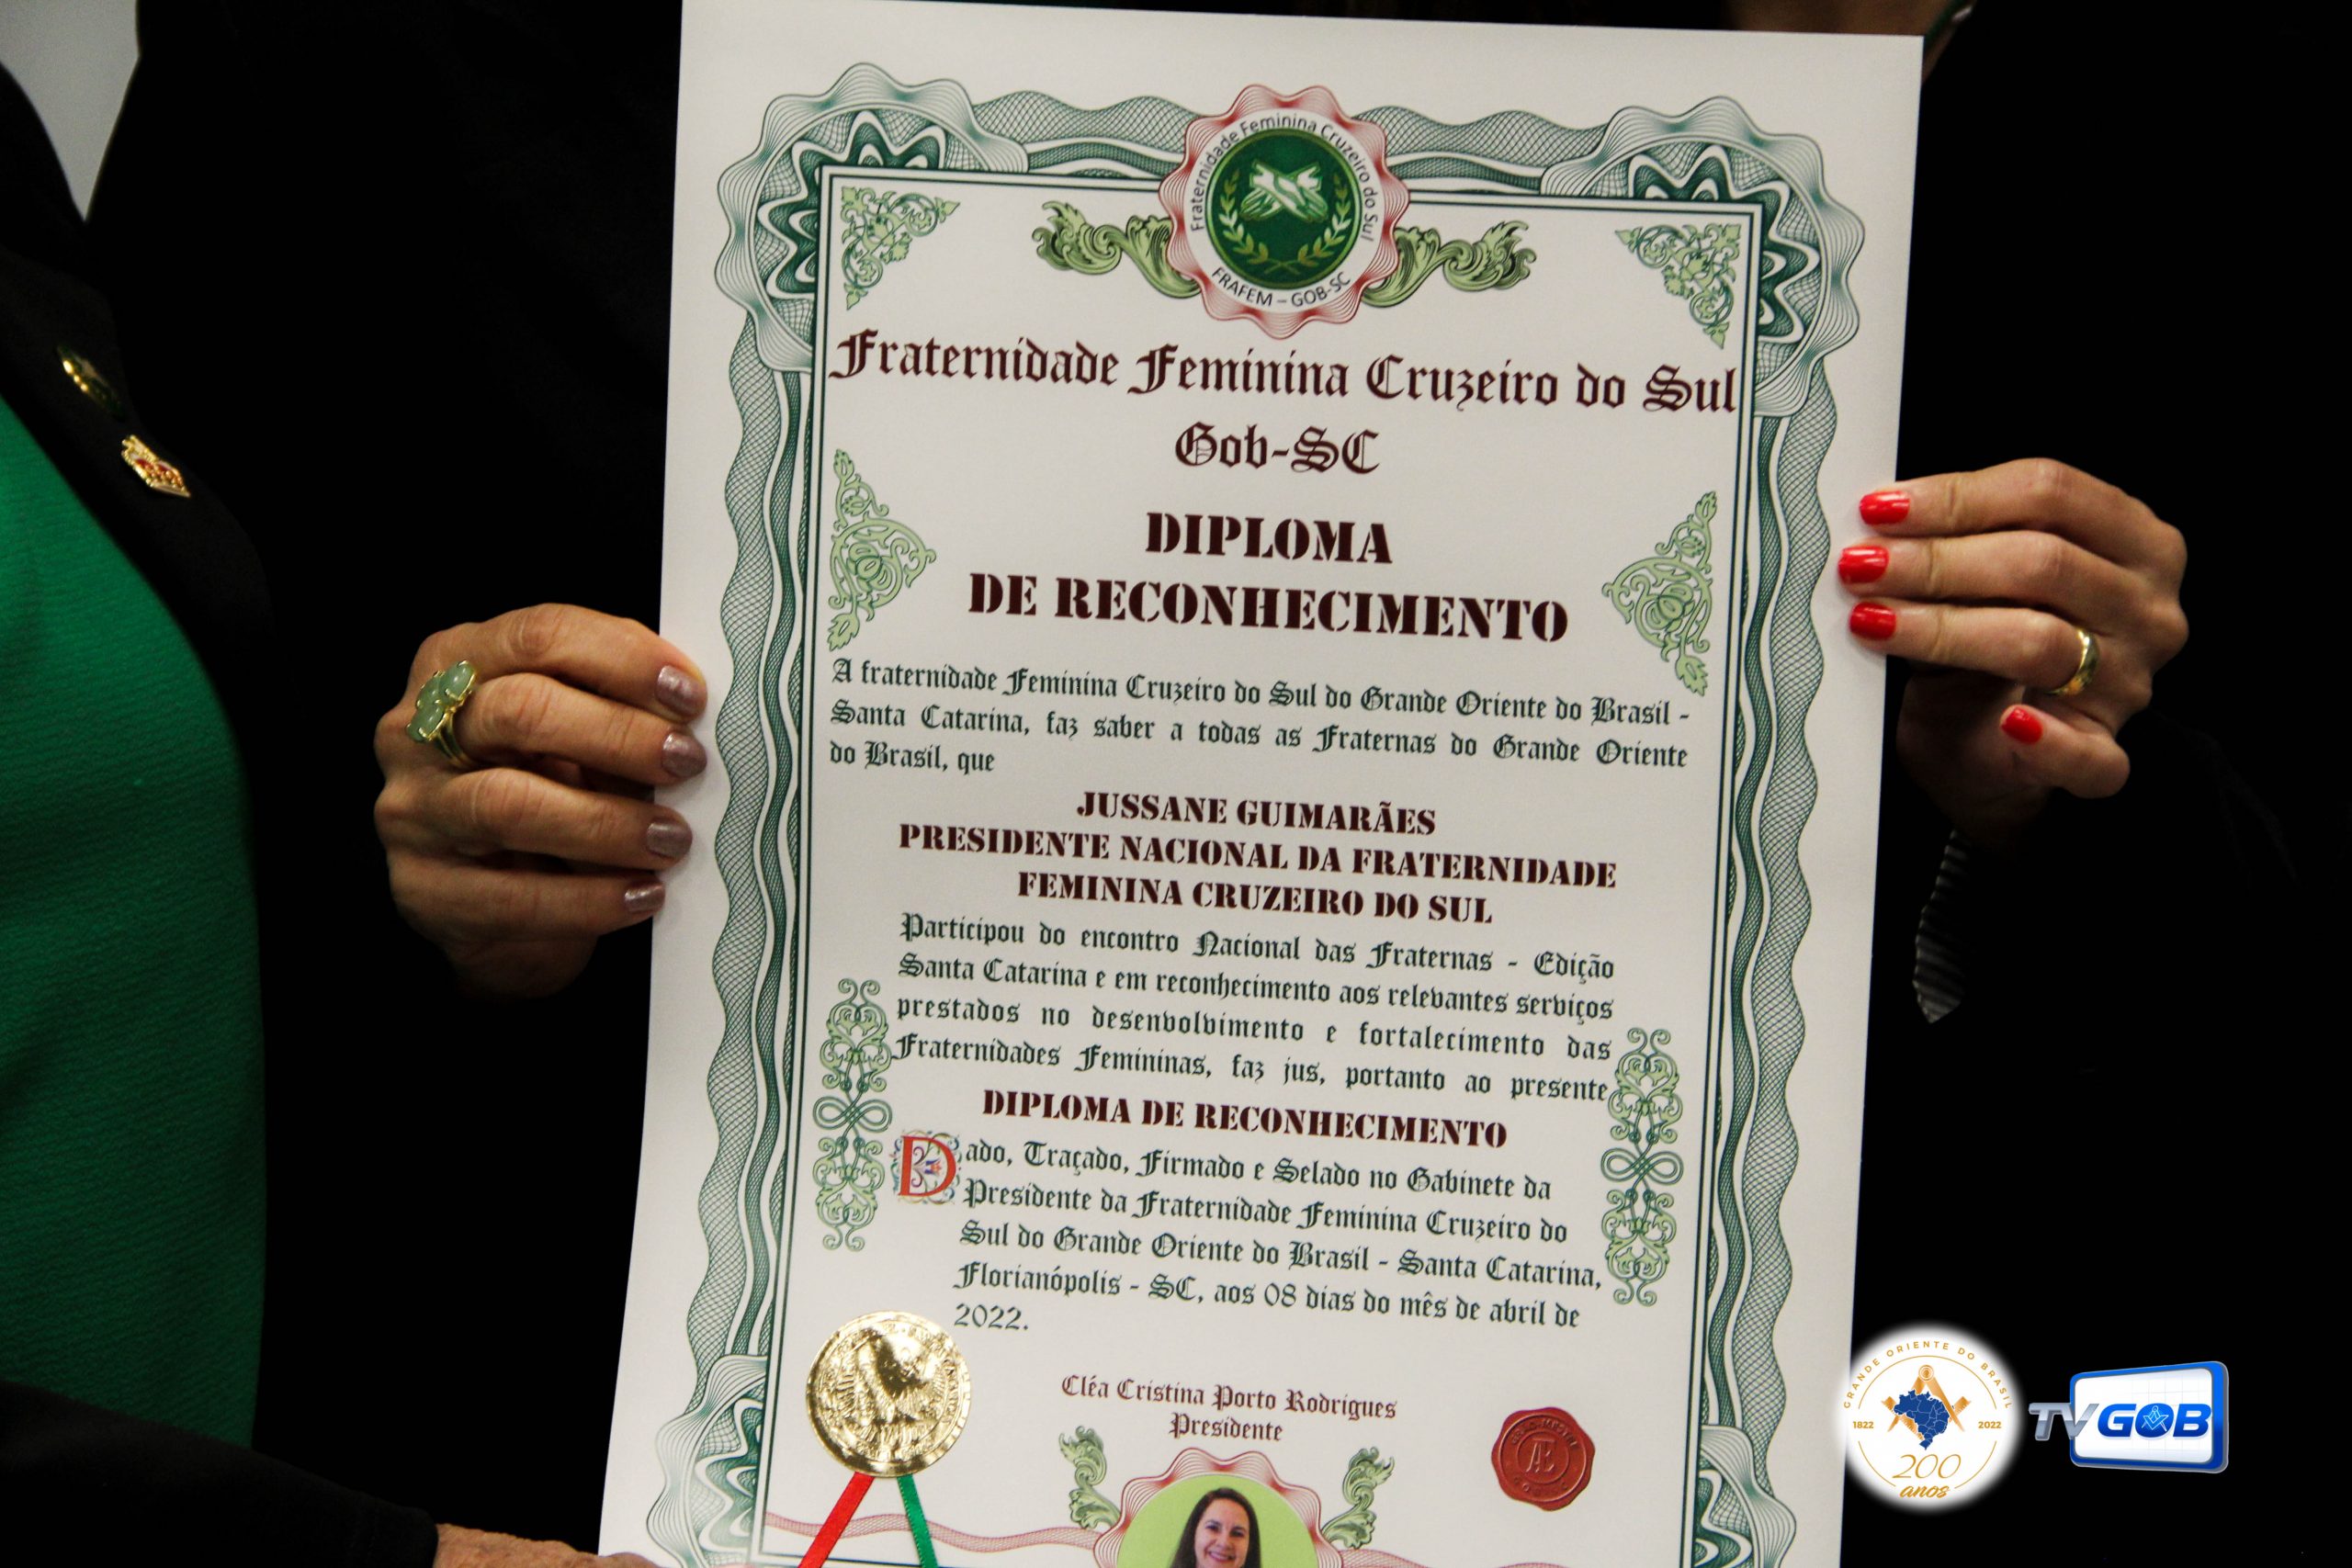 Fraternidade Feminina Cruzeiro do Sul
FRAFEM – GOB-SC
Fraternidade Feminina Cruzeiro do Sul
Gob-SC
DIPLOMA
DE RECONHECIMENTO
A fraternidade Feminina Cruzeiro do Sul do Grande Oriente do Brasil -
Santa Catarina, faz saber a todas as Fraternas do Grande Oriente
do Brasil, que
JUSSANE GUIMARÃES
PRESIDENTE NACIONAL DA FRATERNIDADE
FEMININA CRUZEIRO DO SUL
Participou do encontro Nacional das Fraternas - Edição
Santa Catarina e em reconhecimento aos relevantes serviços
prestados no desenvolvimento e fortalecimento das
Fraternidades Femininas, faz jus, portanto ao presente
DIPLOMA DE RECONHECIMENTO
Dado, Traçado, Firmado e Selado no Gabinete da
Presidente da Fraternidade Feminina Cruzeiro do
Sul do Grande Oriente do Brasil - Santa Catarina,
Florianópolis - SC, aos 08 dias do mês de abril de
2022.
Cléa Cristina Porto Rodrigues
Presidente
GRANDE ORIENTE DO BRASIL
1822 2022
200
anos
TV GOB